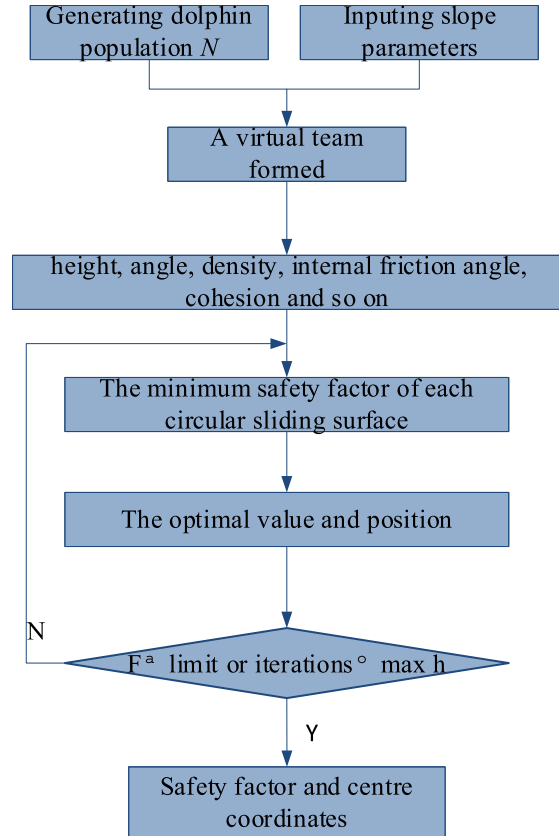 Generating dolphin
population N
Inputing slope
parameters
A virtual team
formed
height, angle, density, internal friction angle,
cohesion and so on
The minimum safety factor of each
circular sliding surface
The optimal value and position
N
Fª limit or iterations° max h
Y
Safety factor and centre
coordinates